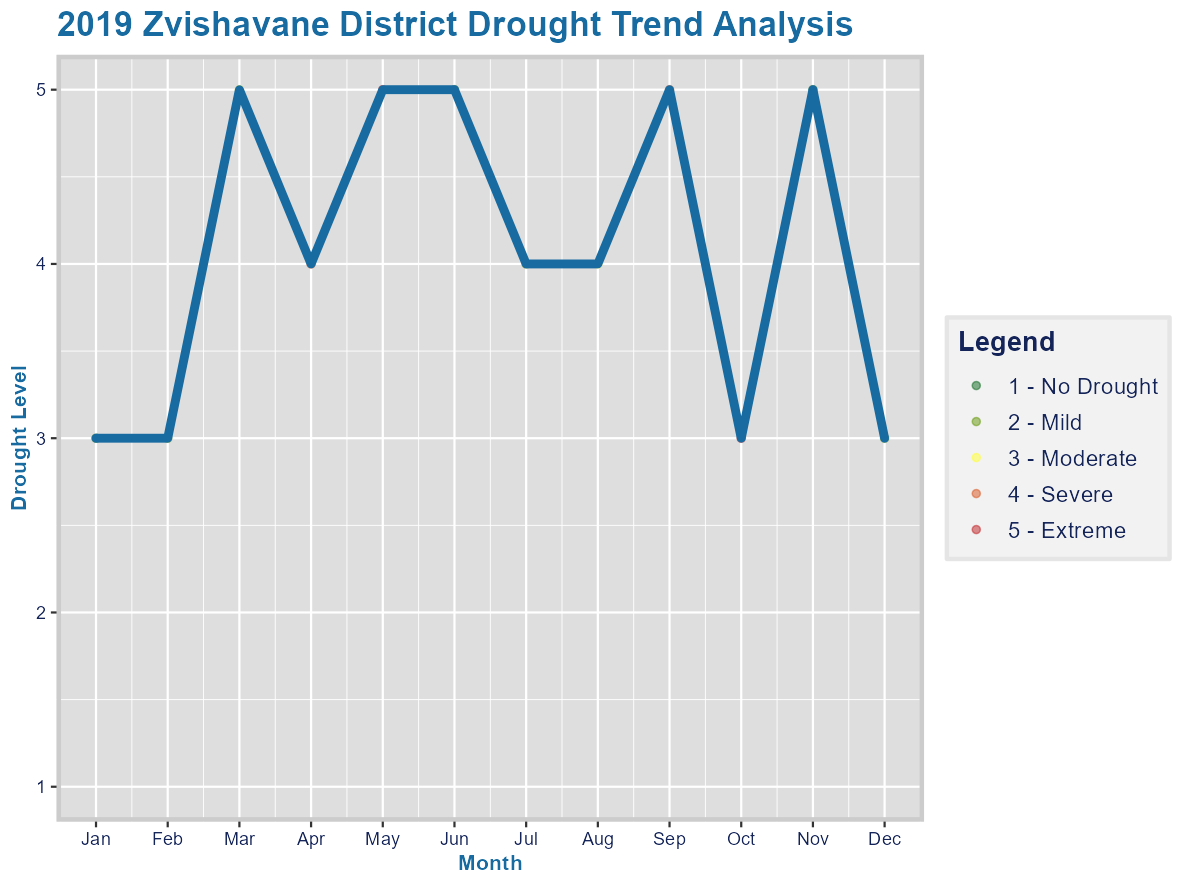 2019 Zvishavane District Drought Trend Analysis
5
4
3
2
1
Drought Level
Jan Feb Mar Apr May Jun Jul Aug Sep Oct Nov Dec
Month
Legend
1 - No Drought
2 - Mild
3 - Moderate
4 - Severe
5 - Extreme